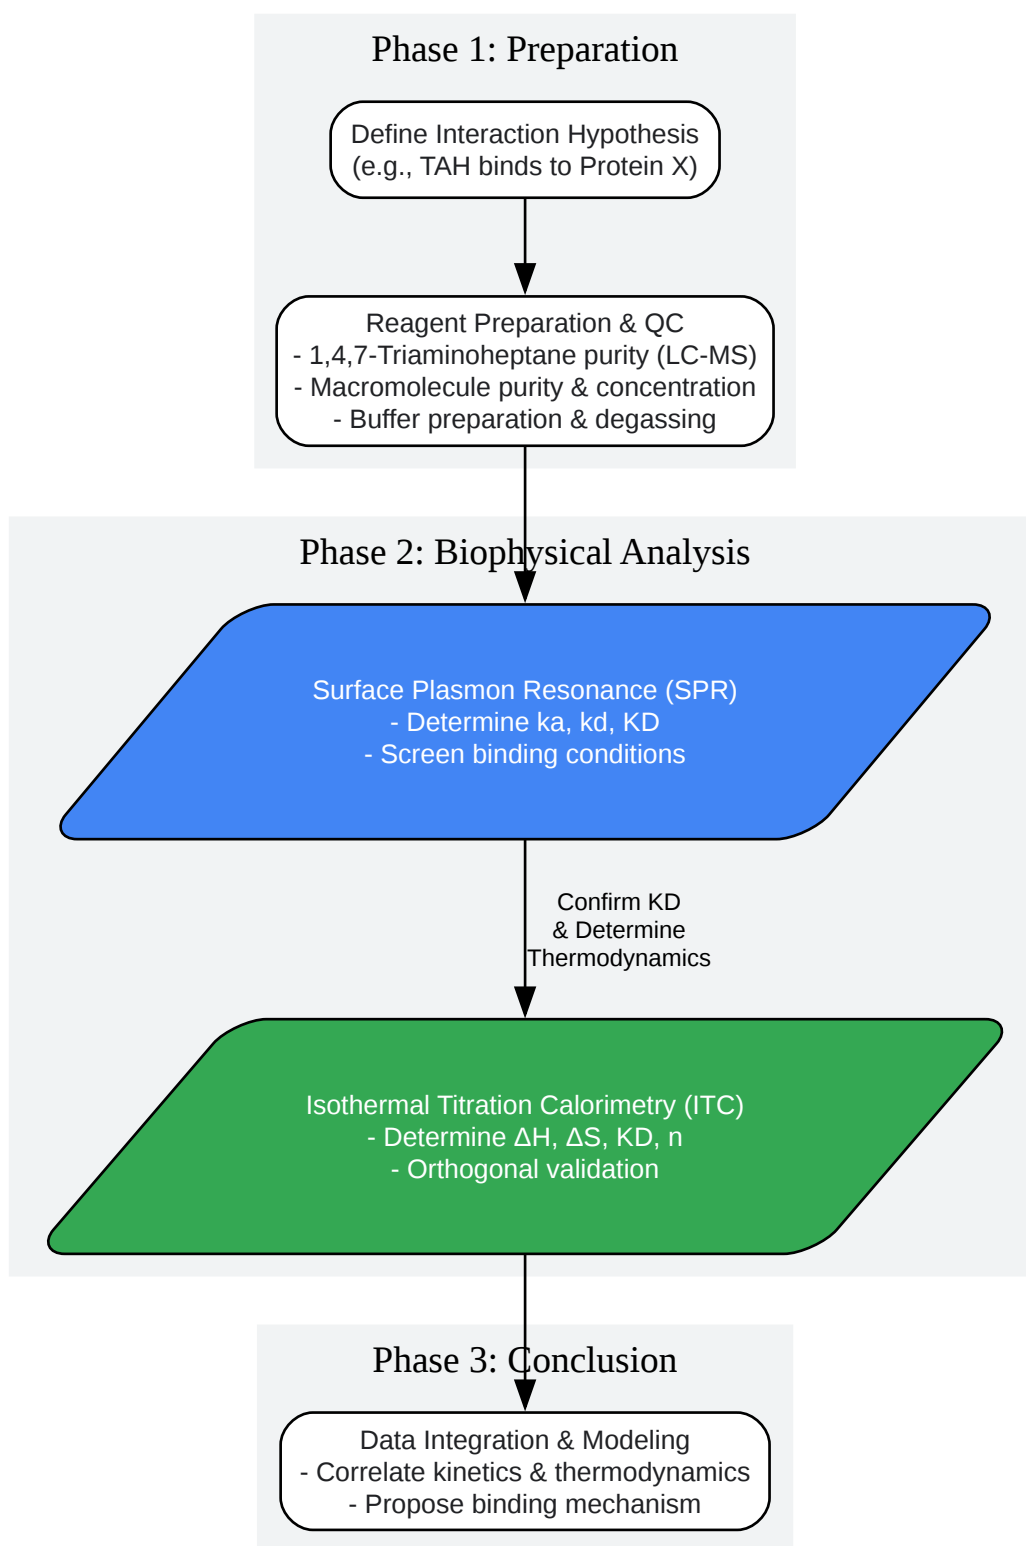 Phase 1: Preparation
Define Interaction Hypothesis
(e.g., TAH binds to Protein X)
Reagent Preparation & QC
- 1,4,7-Triaminoheptane purity (LC-MS)
- Macromolecule purity & concentration
- Buffer preparation & degassing
Phase 2: Biophysical Analysis
Surface Plasmon Resonance (SPR)
- Determine ka, kd, KD
- Screen binding conditions
Confirm KD
& Determine
Thermodynamics
Isothermal Titration Calorimetry (ITC)
- Determine ΔH, ΔS, KD, n
- Orthogonal validation
Phase 3: Conclusion
Data Integration & Modeling
- Correlate kinetics & thermodynamics
- Propose binding mechanism